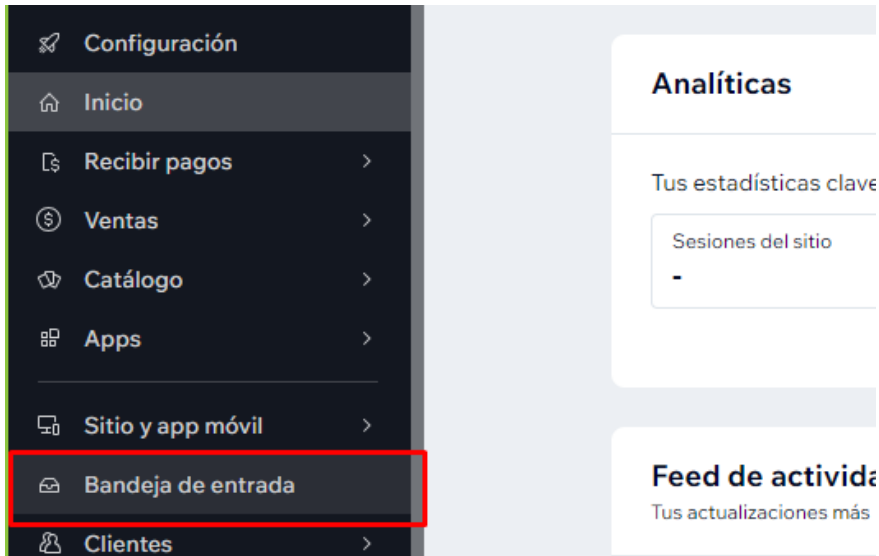 Configuración
Inicio
Recibir pagos
Ventas
Catálogo
Apps
Sitio y app móvil
Bandeja de entrada
Clientes
Analíticas
Tus estadísticas clave
Sesiones del sitio
-
Feed de activida
Tus actualizaciones más